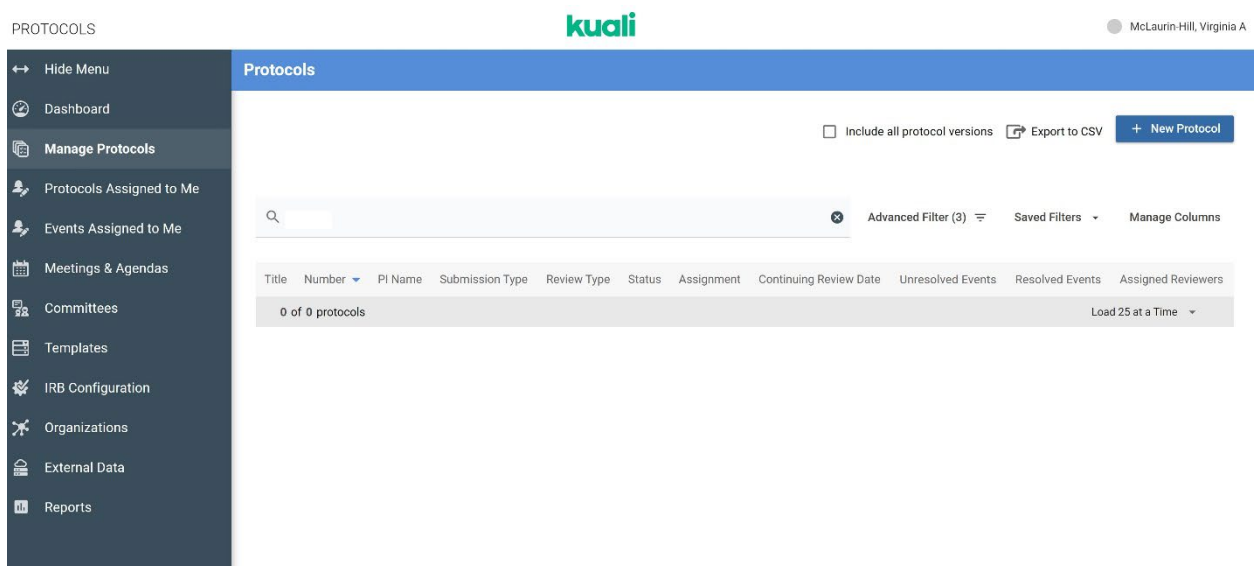 PROTOCOLS
kuali
McLaurin-Hill, Virginia A
Hide Menu
Dashboard
Manage Protocols
Protocols Assigned to Me
Events Assigned to Me
Meetings & Agendas
Committees
Templates
IRB Configuration
Organizations
External Data
Reports
Protocols
Include all protocol versions Export to CSV + New Protocol
Advanced Filter (3) Saved Filters Manage Columns
Title Number PI Name Submission Type Review Type Status Assignment Continuing Review Date Unresolved Events Resolved Events Assigned Reviewers
0 of 0 protocols Load 25 at a Time